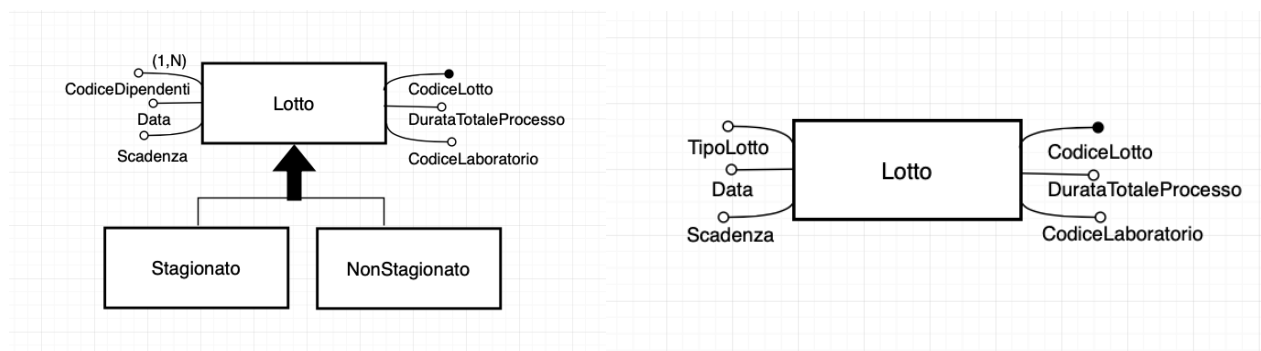 (1,N)
CodiceDipendenti
Data
Scadenza
Lotto
CodiceLotto
DurataTotaleProcesso
CodiceLaboratorio
Stagionato
NonStagionato
TipoLotto
Data
Scadenza
Lotto
CodiceLotto
DurataTotaleProcesso
CodiceLaboratorio